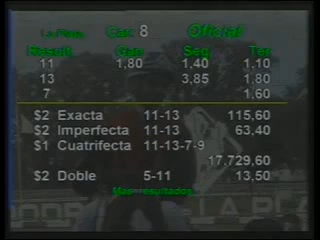 La Plata Carr 8 Oficial
Result Gan Seg Ter
11 1,80 1,40 1.10
13 3,85 1,80
7 1,60
$2 Exacta 11-13 115,60
$2 Imperfecta 11-13 63,40
$1 Cuatrifecta 11-13-7-9
17.729,60
$2 Doble 5-11 13,50
Mas resultados...